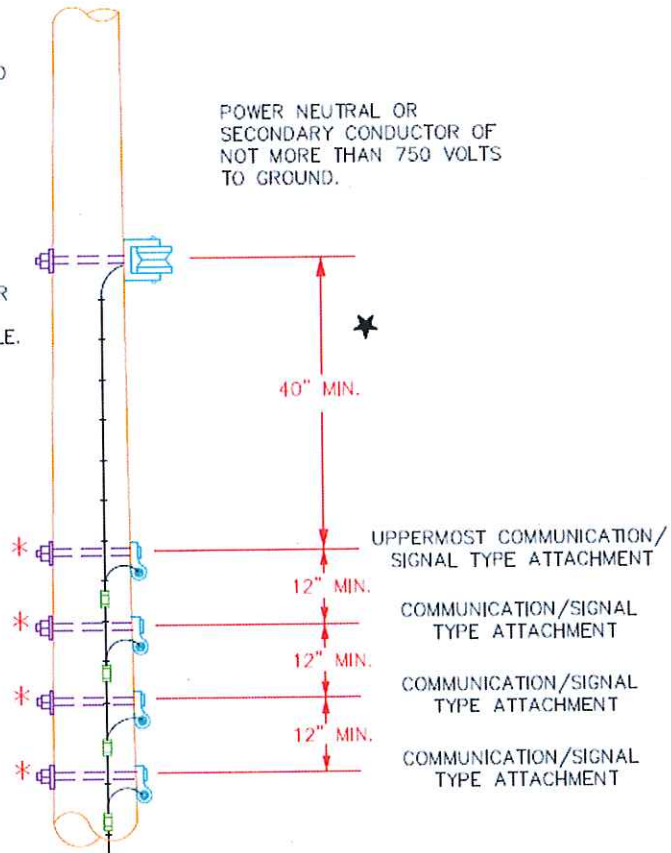 D
POWER NEUTRAL OR
SECONDARY CONDUCTOR OF
NOT MORE THAN 750 VOLTS
TO GROUND.
R
LE.
40" MIN.
UPPERMOST COMMUNICATION/
SIGNAL TYPE ATTACHMENT
12" MIN.
COMMUNICATION/SIGNAL
TYPE ATTACHMENT
12" MIN.
COMMUNICATION/SIGNAL
TYPE ATTACHMENT
12" MIN.
COMMUNICATION/SIGNAL
TYPE ATTACHMENT